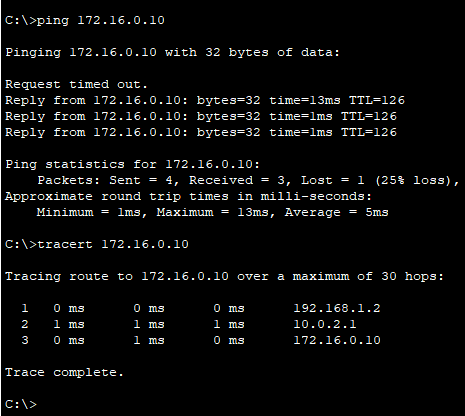 C:\>ping 172.16.0.10
Pinging 172.16.0.10 with 32 bytes of data:
Request timed out.
Reply from 172.16.0.10: bytes=32 time=13ms TTL=126
Reply from 172.16.0.10: bytes=32 time=1ms TTL=126
Reply from 172.16.0.10: bytes=32 time=1ms TTL=126
Ping statistics for 172.16.0.10:
Packets: Sent = 4, Received = 3, Lost = 1 (25% loss),
Approximate round trip times in milli-seconds:
Minimum = 1ms, Maximum = 13ms, Average = 5ms
C:\>tracert 172.16.0.10
Tracing route to 172.16.0.10 over a maximum of 30 hops:
1 0 ms 0 ms 0 ms 192.168.1.2
2 1 ms 1 ms 1 ms 10.0.2.1
3 0 ms 1 ms 0 ms 172.16.0.10
Trace complete.
C:\>